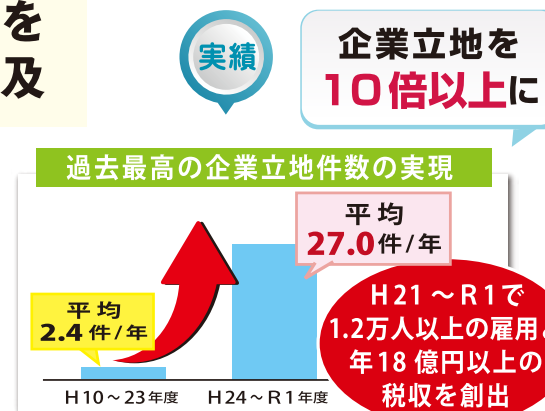 を
及
実績
企業立地を
10倍以上に
過去最高の企業立地件数の実現
平均
27.0件/年
平均
2.4件/年
H10～23年度
H24～R1年度
H21～R1で
1.2万人以上の雇用
年18億円以上の
税収を創出